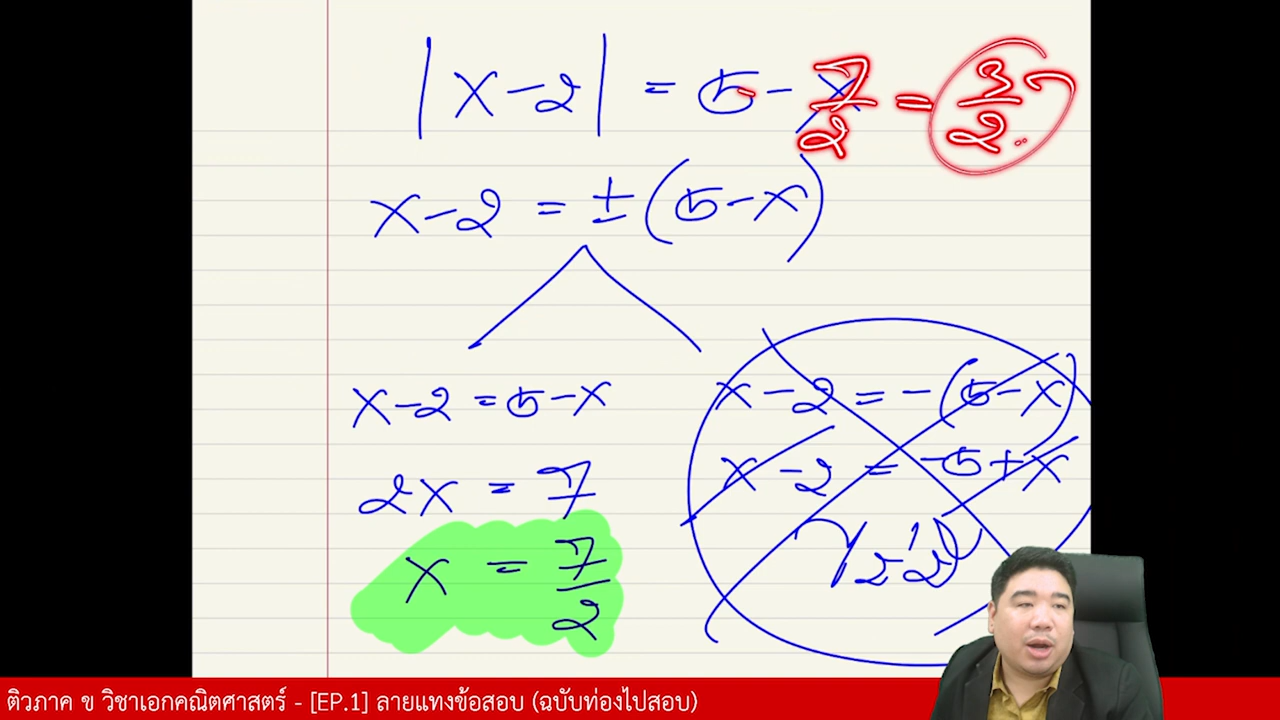 |x-2| = 5 - 7/2 = 3/2
x-2 = ±(5-x)
x-2 = 5-x
x-2 = -(5-x)
2x = 7
x-2 = -5+x
x = 7/2
ติวภาค ข วิชาเอกคณิตศาสตร์ - [EP.1] ลายแทงข้อสอบ (ฉบับท่องไปสอบ)